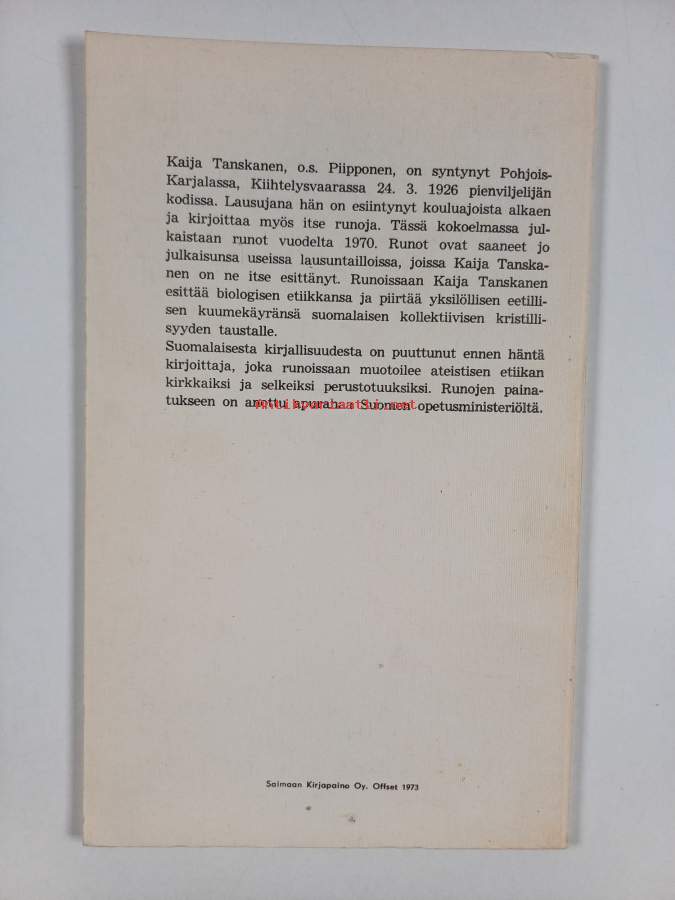 Kaija Tanskanen, o.s. Piipponen, on syntynyt Pohjois-
Karjalassa, Kiihtelysvaarassa 24. 3. 1926 pienviljelijän
kodissa. Lausujana hän on esiintynyt kouluajoista alkaen
ja kirjoittaa myös itse runoja. Tässä kokoelmassa jul-
kaistaan runot vuodelta 1970. Runot ovat saaneet jo
julkaisunsa useissa lausuntailloissa, joissa Kaija Tanska-
nen on ne itse esittänyt. Runoissaan Kaija Tanskanen
esittää biologisen etiikkansa ja piirtää yksilöllisen eetilli-
sen kuumekäyränsä suomalaisen kollektiivisen kristilli-
syyden taustalle.
Suomalaisesta kirjallisuudesta on puuttunut ennen häntä
kirjoittaja, joka runoissaan muotoilee ateistisen etiikan
kirkkaiksi ja selkeiksi perustotuuksiksi. Runojen paina-
tukseen on anottu Suomen opetusministeriöltä.
Antikvariaatti.net
Saimaan Kirjapaino Oy. Offset 1973